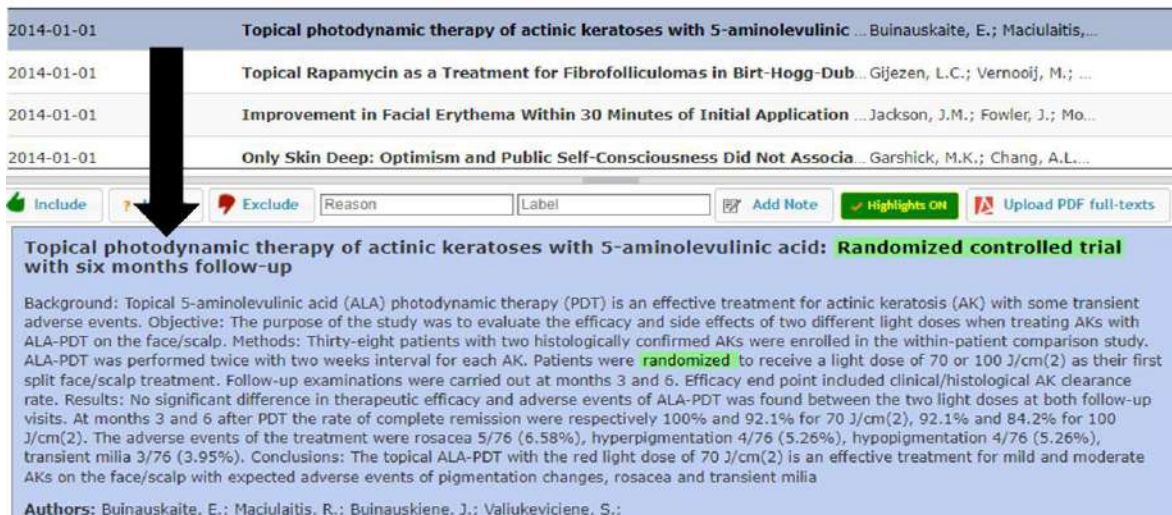 2014-01-01 Topical photodynamic therapy of actinic keratoses with 5-aminolevulinic ... Buinauskaite, E.; Maciulaitis,...
2014-01-01 Topical Rapamycin as a Treatment for Fibrofolliculomas in Birt-Hogg-Dub... Gijezen, L.C.; Vernooij, M.; ...
2014-01-01 Improvement in Facial Erythema Within 30 Minutes of Initial Application ... Jackson, J.M.; Fowler, J.; Mo...
2014-01-01 Only Skin Deep: Optimism and Public Self-Consciousness Did Not Associa... Garshick, M.K.; Chang, A.L....
Include ? Exclude Reason Label Add Note Highlights ON Upload PDF full-texts
Topical photodynamic therapy of actinic keratoses with 5-aminolevulinic acid: Randomized controlled trial
with six months follow-up
Background: Topical 5-aminolevulinic acid (ALA) photodynamic therapy (PDT) is an effective treatment for actinic keratosis (AK) with some transient
adverse events. Objective: The purpose of the study was to evaluate the efficacy and side effects of two different light doses when treating AKs with
ALA-PDT on the face/scalp. Methods: Thirty-eight patients with two histologically confirmed AKs were enrolled in the within-patient comparison study.
ALA-PDT was performed twice with two weeks interval for each AK. Patients were randomized to receive a light dose of 70 or 100 J/cm(2) as their first
split face/scalp treatment. Follow-up examinations were carried out at months 3 and 6. Efficacy end point included clinical/histological AK clearance
rate. Results: No significant difference in therapeutic efficacy and adverse events of ALA-PDT was found between the two light doses at both follow-up
visits. At months 3 and 6 after PDT the rate of complete remission were respectively 100% and 92.1% for 70 J/cm(2), 92.1% and 84.2% for 100
J/cm(2). The adverse events of the treatment were rosacea 5/76 (6.58%), hyperpigmentation 4/76 (5.26%), hypopigmentation 4/76 (5.26%),
transient milia 3/76 (3.95%). Conclusions: The topical ALA-PDT with the red light dose of 70 J/cm(2) is an effective treatment for mild and moderate
AKs on the face/scalp with expected adverse events of pigmentation changes, rosacea and transient milia
Authors: Buinauskaite, E.; Maciulaitis, R.; Buinauskiene, J.; Valiukeviciene, S.;